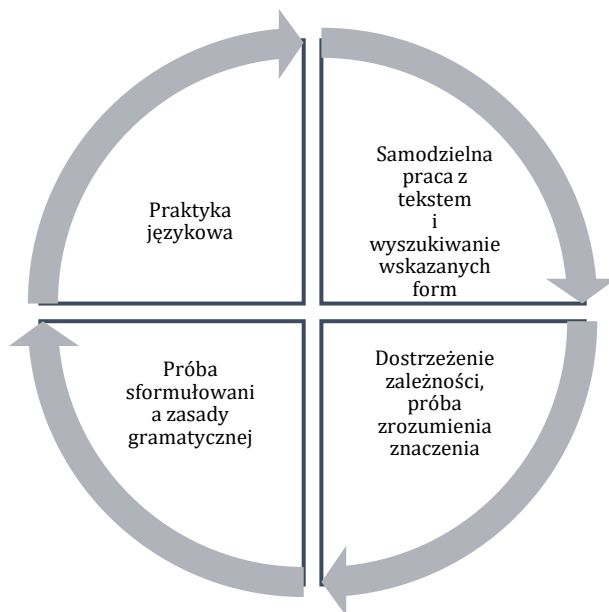 Praktyka
językowa
Samodzielna
praca z
tekstem
i
wyszukiwanie
wskazanych
form
Próba
sformułowani
a zasady
gramatycznej
Dostrzeżenie
zależności,
próba
zrozumienia
znaczenia